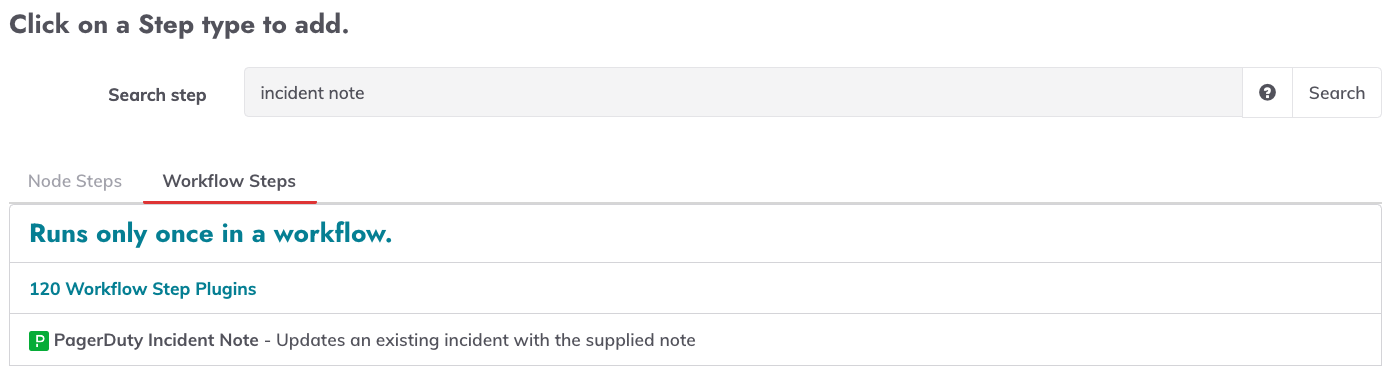 Click on a Step type to add.
Search step
incident note
Search
Node Steps
Workflow Steps
Runs only once in a workflow.
120 Workflow Step Plugins
P PagerDuty Incident Note - Updates an existing incident with the supplied note